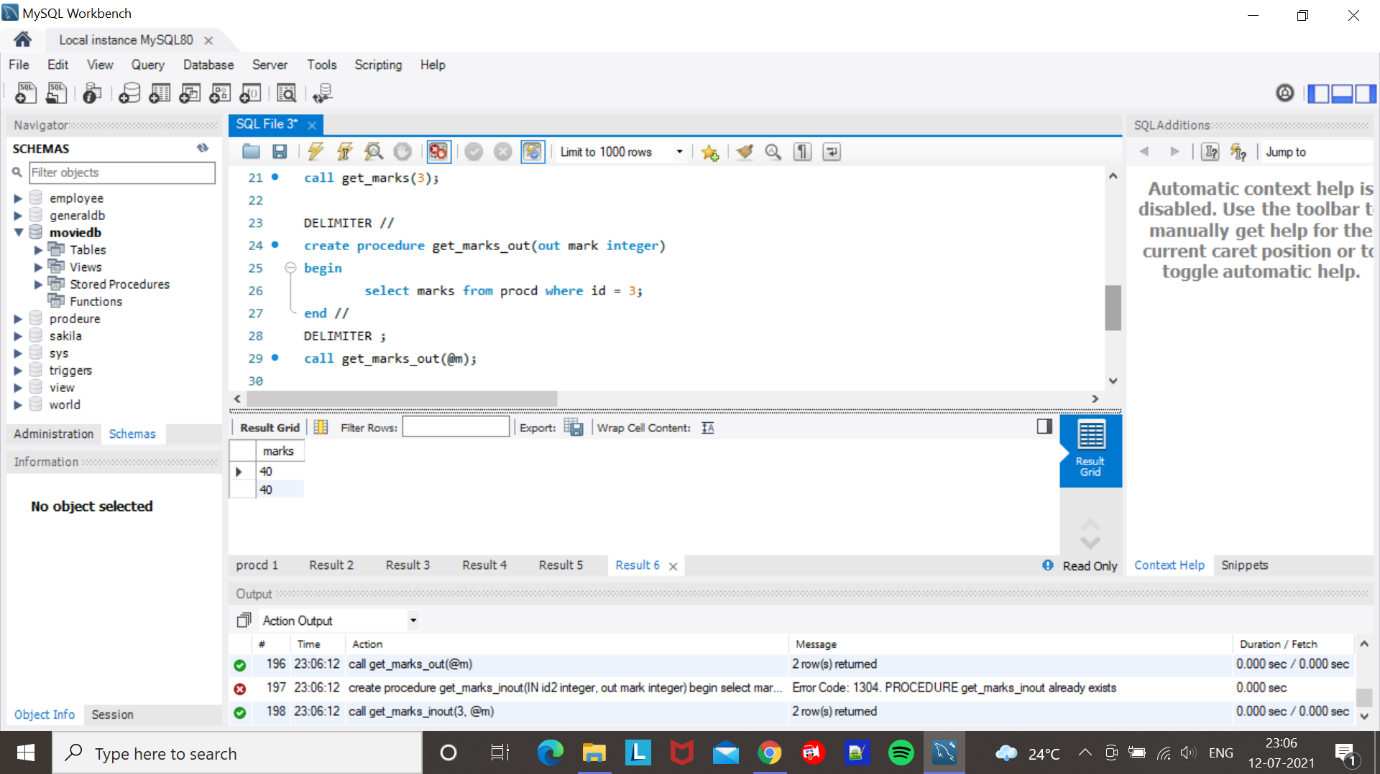 MySQL Workbench
Local instance MySQL80
File Edit View Query Database Server Tools Scripting Help
Navigator
SCHEMAS
Filter objects
employee
generaldb
moviedb
Tables
Views
Stored Procedures
Functions
prodeure
sakila
sys
triggers
view
world
Administration Schemas
Information
No object selected
Object Info Session
SQL File 3*
Limit to 1000 rows
21 call get_marks(3);
22
23 DELIMITER //
24 create procedure get_marks_out(out mark integer)
25 begin
26 select marks from procd where id = 3;
27 end //
28 DELIMITER ;
29 call get_marks_out(@m);
30
Result Grid Filter Rows: Export: Wrap Cell Content:
marks
40
40
Result
Grid
procd 1 Result 2 Result 3 Result 4 Result 5 Result 6 Read Only
Output
Action Output
# Time Action Message Duration / Fetch
196 23:06:12 call get_marks_out(@m) 2 row(s) returned 0.000 sec / 0.000 sec
197 23:06:12 create procedure get_marks_inout(IN id2 integer, out mark integer) begin select mar... Error Code: 1304. PROCEDURE get_marks_inout already exists 0.000 sec
198 23:06:12 call get_marks_inout(3, @m) 2 row(s) returned 0.000 sec / 0.000 sec
SQLAdditions
Jump to
Automatic context help is
disabled. Use the toolbar t
manually get help for the
current caret position or to
toggle automatic help.
Context Help Snippets
Type here to search
24°C
ENG
23:06
12-07-2021
1